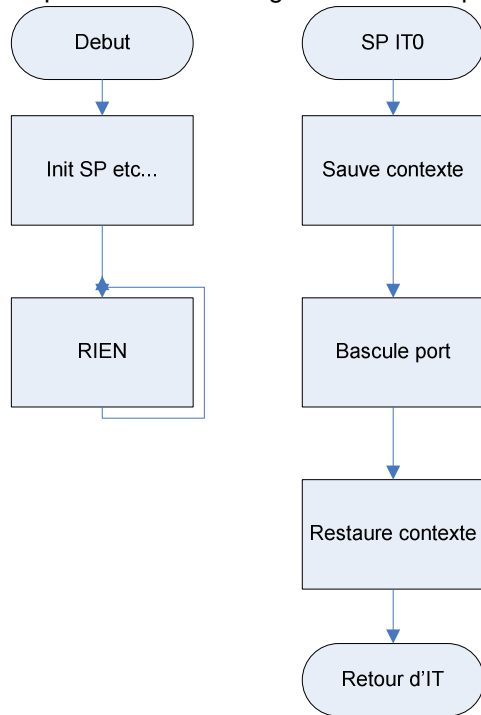 Debut
Init SP etc...
RIEN
SP IT0
Sauve contexte
Bascule port
Restaure contexte
Retour d'IT